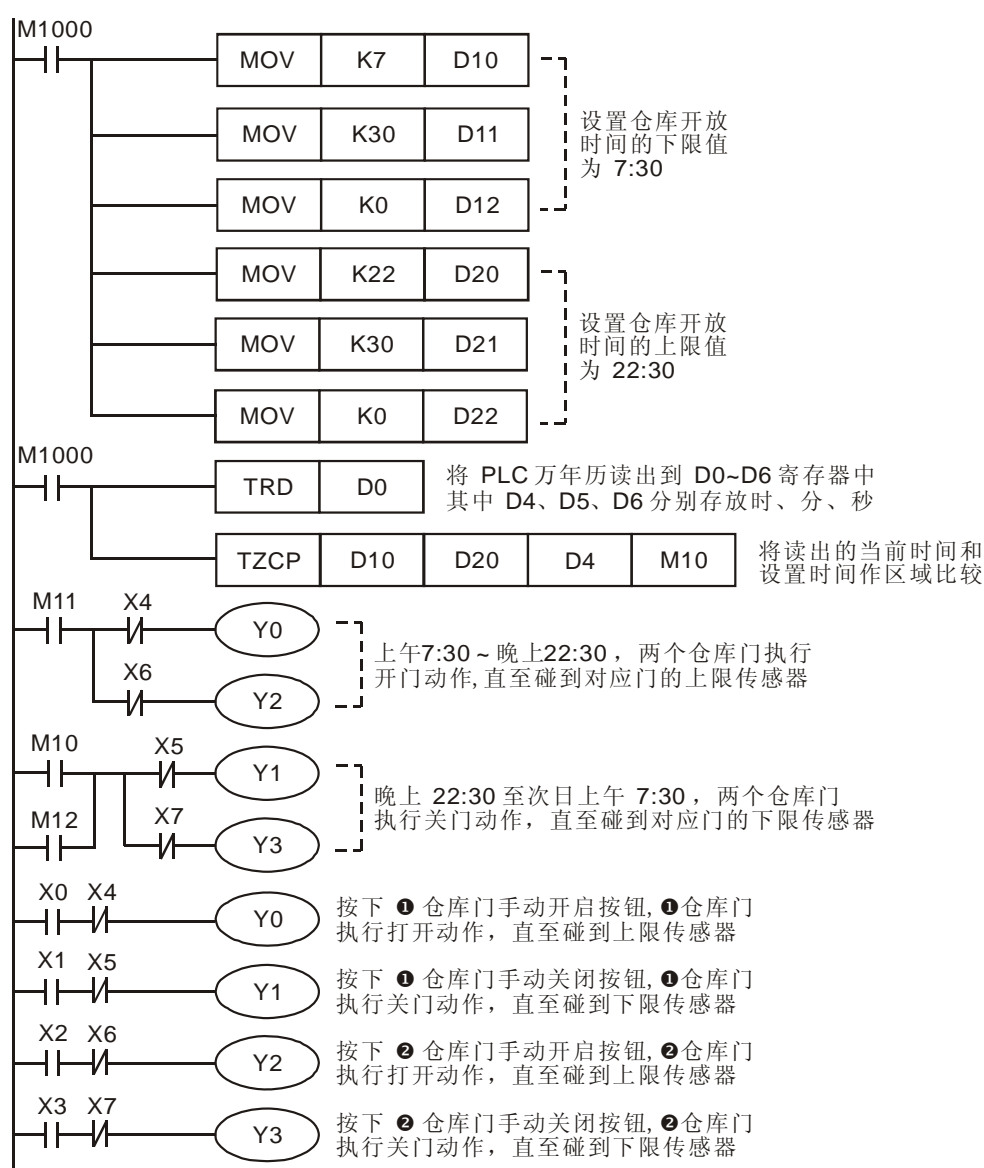 M1000
MOV K7 D10
MOV K30 D11
设置仓库开放
时间的下限值
为 7:30
MOV K0 D12
MOV K22 D20
MOV K30 D21
设置仓库开放
时间的上限值
为 22:30
MOV K0 D22
M1000
TRD D0
将 PLC 万年历读出到 D0~D6 寄存器中
其中 D4、D5、D6 分别存放时、分、秒
TZCP D10 D20 D4 M10
将读出的当前时间和
设置时间作区域比较
M11 X4
Y0
X6
Y2
上午7:30 ~ 晚上22:30 ，两个仓库门执行
开门动作,直至碰到对应门的上限传感器
M10 X5
Y1
M12 X7
Y3
晚上 22:30 至次日上午 7:30 ，两个仓库门
执行关门动作，直至碰到对应门的下限传感器
X0 X4
Y0
按下 ❶ 仓库门手动开启按钮, ❶仓库门
执行打开动作，直至碰到上限传感器
X1 X5
Y1
按下 ❶ 仓库门手动关闭按钮, ❶仓库门
执行关门动作，直至碰到下限传感器
X2 X6
Y2
按下 ❷ 仓库门手动开启按钮, ❷仓库门
执行打开动作，直至碰到上限传感器
X3 X7
Y3
按下 ❷ 仓库门手动关闭按钮, ❷仓库门
执行关门动作，直至碰到下限传感器